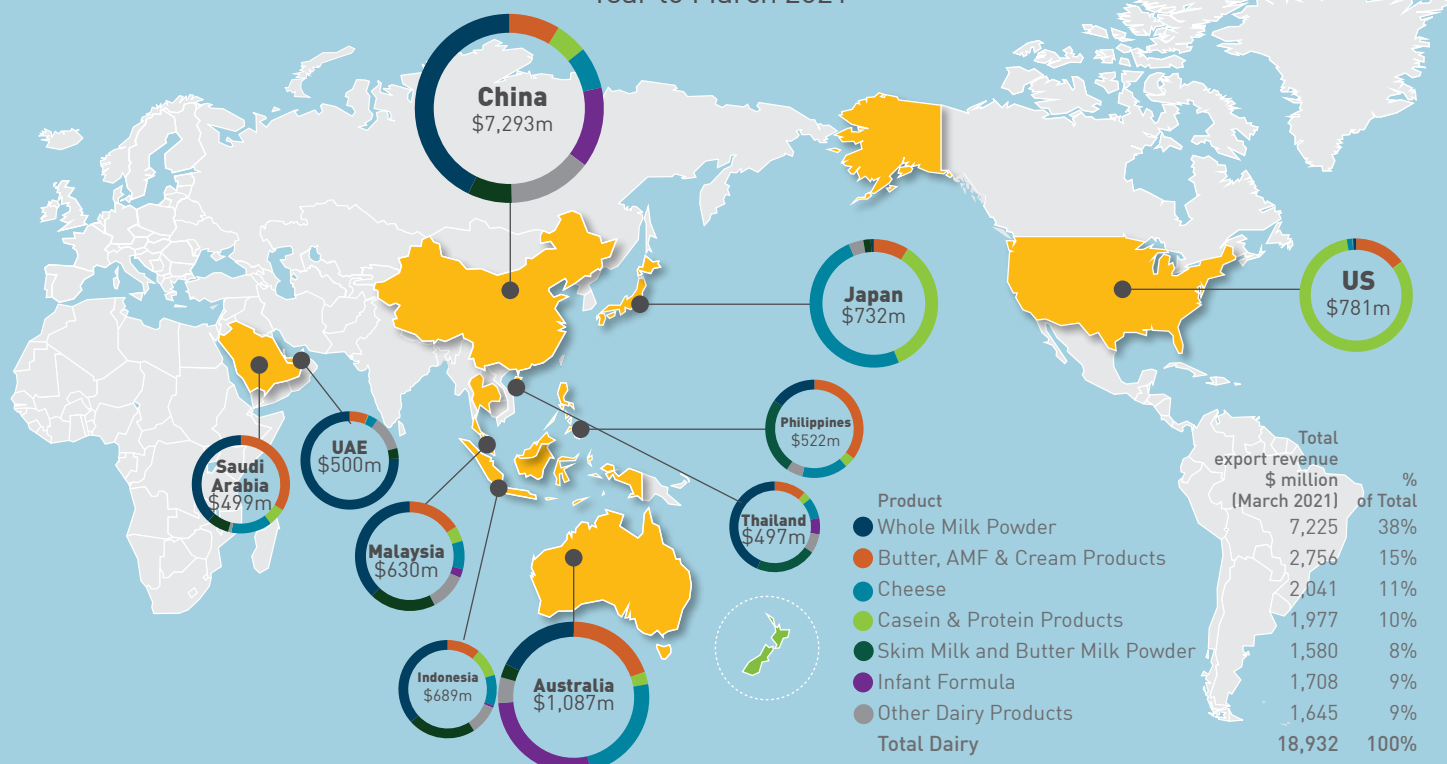 Year to March 2021
China
$7,293m
Japan
$732m
US
$781m
Philippines
$522m
UAE
$500m
Saudi
Arabia
$499m
Thailand
$497m
Malaysia
$630m
Indonesia
$689m
Australia
$1,087m
Total
export revenue
$ million %
(March 2021) of Total
Product
Whole Milk Powder 7,225 38%
Butter, AMF & Cream Products 2,756 15%
Cheese 2,041 11%
Casein & Protein Products 1,977 10%
Skim Milk and Butter Milk Powder 1,580 8%
Infant Formula 1,708 9%
Other Dairy Products 1,645 9%
Total Dairy 18,932 100%